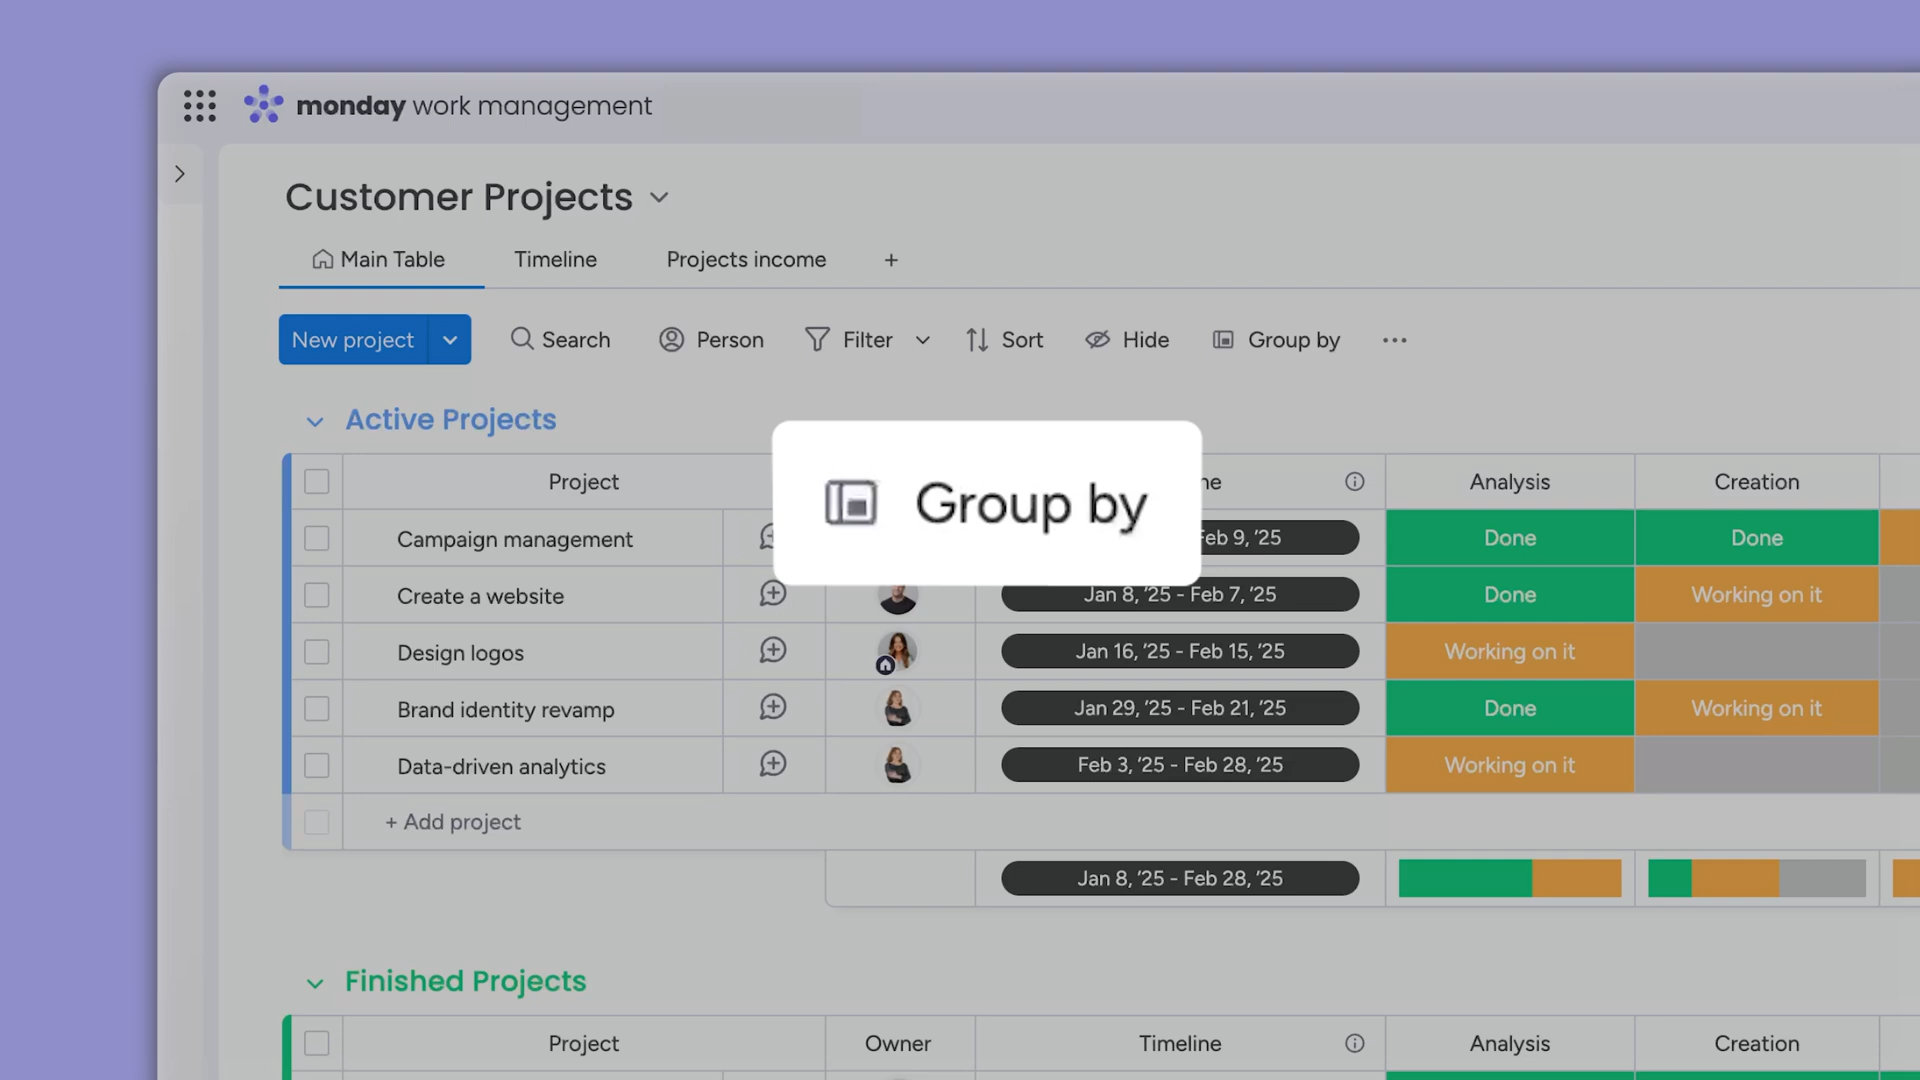 monday work management
Customer Projects
Main Table Timeline Projects income +
New project Search Person Filter Sort Hide Group by
Active Projects
Project Analysis Creation
Group by
Campaign management Feb 9, '25 Done Done
Create a website Jan 8, '25 - Feb 7, '25 Done Working on it
Design logos Jan 16, '25 - Feb 15, '25 Working on it
Brand identity revamp Jan 29, '25 - Feb 21, '25 Done Working on it
Data-driven analytics Feb 3, '25 - Feb 28, '25 Working on it
+ Add project
Jan 8, '25 - Feb 28, '25
Finished Projects
Project Owner Timeline Analysis Creation